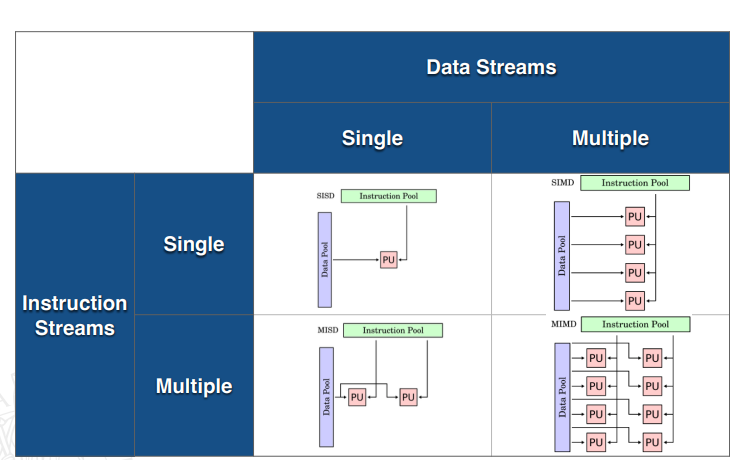 Data Streams
Single
Multiple
Instruction
Streams
Single
SISD
Instruction Pool
Data Pool
PU
SIMD
Instruction Pool
Data Pool
PU
PU
PU
PU
Multiple
MISD
Instruction Pool
Data Pool
PU
PU
MIMD
Instruction Pool
Data Pool
PU
PU
PU
PU
PU
PU
PU
PU